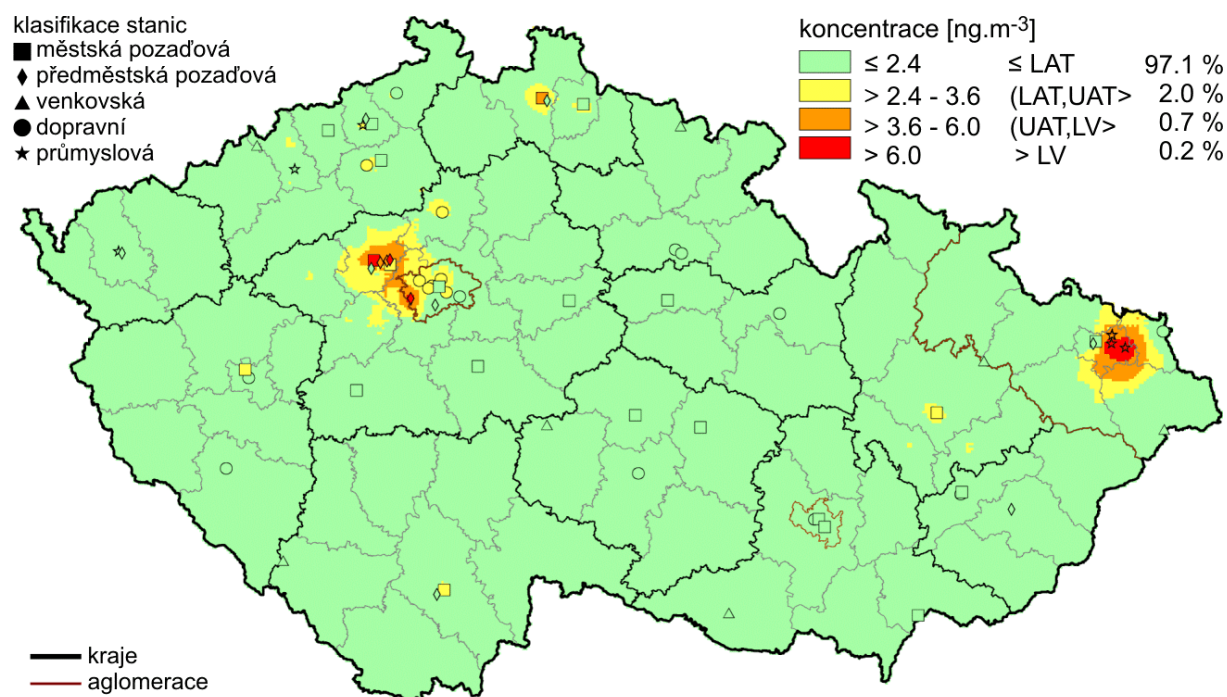 klasifikace stanic
městská pozaďová
předměstská pozaďová
venkovská
dopravní
průmyslová
koncentrace [ng.m-3]
≤ 2.4 ≤ LAT 97.1 %
> 2.4 - 3.6 (LAT,UAT> 2.0 %
> 3.6 - 6.0 (UAT,LV> 0.7 %
> 6.0 > LV 0.2 %
kraje
aglomerace